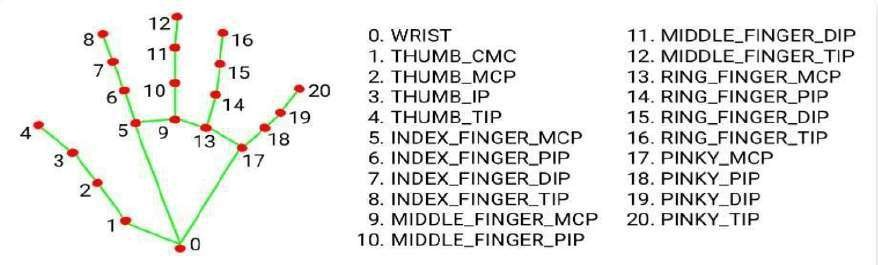 12
8
11
16
7
15
10
6
14
20
19
5
9
13
18
4
17
3
2
1
0
0. WRIST
1. THUMB_CMC
2. THUMB_MCP
3. THUMB_IP
4. THUMB_TIP
5. INDEX_FINGER_MCP
6. INDEX_FINGER_PIP
7. INDEX_FINGER_DIP
8. INDEX_FINGER_TIP
9. MIDDLE_FINGER_MCP
10. MIDDLE_FINGER_PIP
11. MIDDLE_FINGER_DIP
12. MIDDLE_FINGER_TIP
13. RING_FINGER_MCP
14. RING_FINGER_PIP
15. RING_FINGER_DIP
16. RING_FINGER_TIP
17. PINKY_MCP
18. PINKY_PIP
19. PINKY_DIP
20. PINKY_TIP